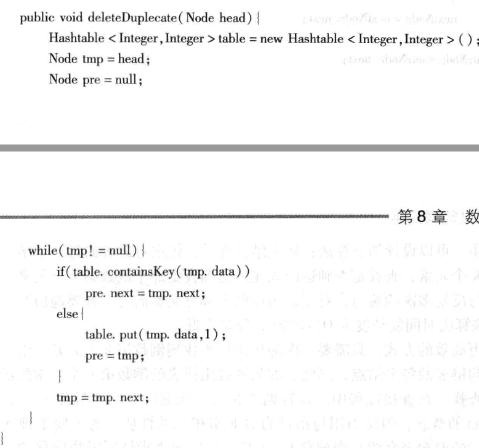 public void deleteDuplecate(Node head){
Hashtable<Integer,Integer>table=new Hashtable<Integer,Integer>();
Node tmp=head;
Node pre=null;
第8章 数
while(tmp!=null){
if(table.containsKey(tmp.data))
pre.next=tmp.next;
else{
table.put(tmp.data,1);
pre=tmp;
}
tmp=tmp.next;
}
}